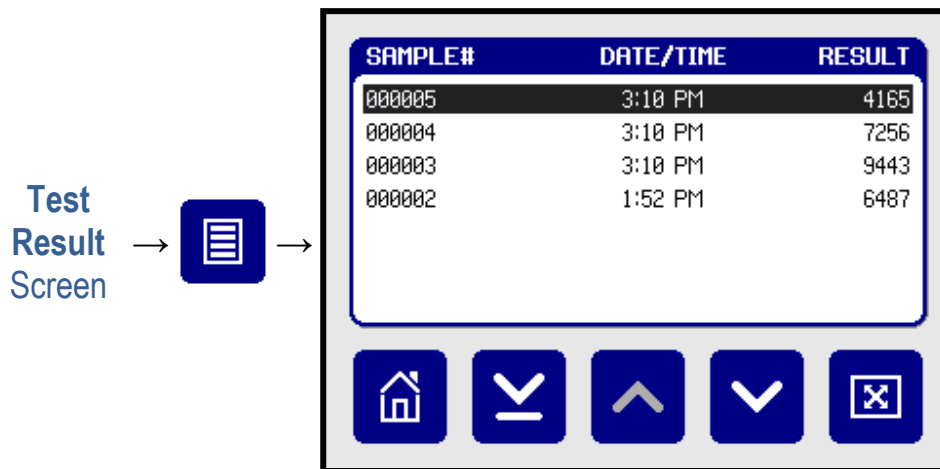 Test
Result
Screen
→
→
SAMPLE# DATE/TIME RESULT
000005 3:10 PM 4165
000004 3:10 PM 7256
000003 3:10 PM 9443
000002 1:52 PM 6487